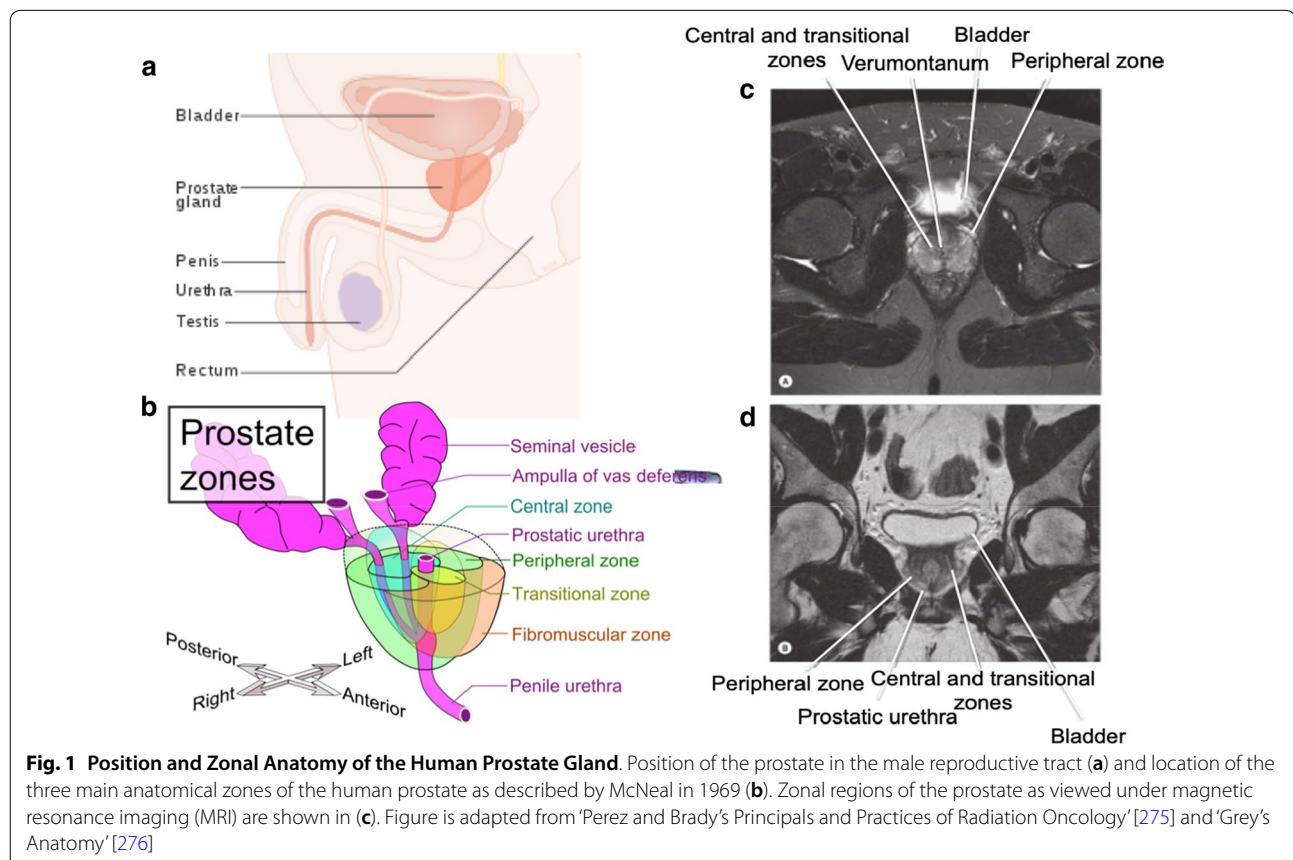 a
Bladder
Prostate
gland
Penis
Urethra
Testis
Rectum
b
Prostate
zones
Seminal vesicle
Ampulla of vas deferens
Central zone
Prostatic urethra
Peripheral zone
Transitional zone
Fibromuscular zone
Penile urethra
Posterior
Left
Right
Anterior
Central and transitional
zones
Verumontanum
Bladder
Peripheral zone
c
A
d
B
Peripheral zone
Central and transitional
zones
Prostatic urethra
Bladder
Fig. 1 Position and Zonal Anatomy of the Human Prostate Gland. Position of the prostate in the male reproductive tract (a) and location of the
three main anatomical zones of the human prostate as described by McNeal in 1969 (b). Zonal regions of the prostate as viewed under magnetic
resonance imaging (MRI) are shown in (c). Figure is adapted from ‘Perez and Brady’s Principals and Practices of Radiation Oncology’ [275] and ‘Grey’s
Anatomy’ [276]